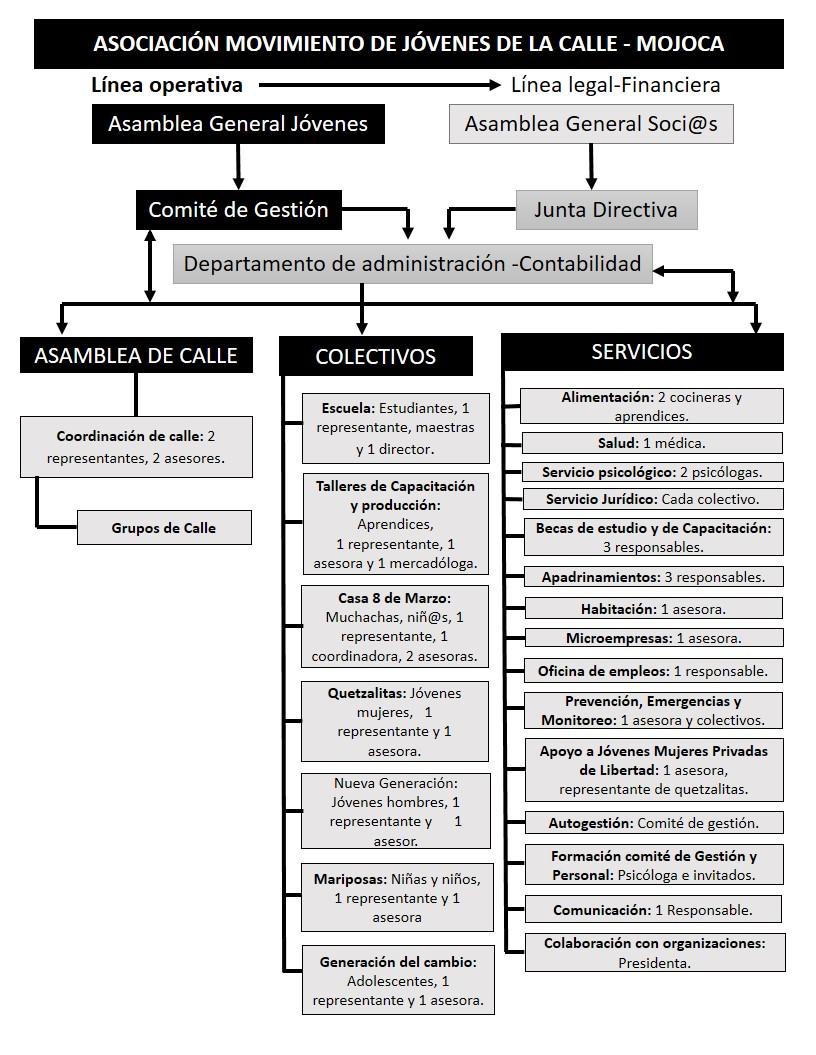 ASOCIACIÓN MOVIMIENTO DE JÓVENES DE LA CALLE - MOJOCA
Línea operativa
Línea legal-Financiera
Asamblea General Jóvenes
Asamblea General Soci@s
Comité de Gestión
Junta Directiva
Departamento de administración -Contabilidad
ASAMBLEA DE CALLE
Coordinación de calle: 2
representantes, 2 asesores.
Grupos de Calle
COLECTIVOS
Escuela: Estudiantes, 1
representante, maestras
y 1 director.
Talleres de Capacitación
y producción:
Aprendices,
1 representante, 1
asesora y 1 mercadóloga.
Casa 8 de Marzo:
Muchachas, niñ@s, 1
representante, 1
coordinadora, 2 asesoras.
Quetzalitas: Jóvenes
mujeres, 1
representante y 1
asesora.
Nueva Generación:
Jóvenes hombres, 1
representante y 1
asesor.
Mariposas: Niñas y niños,
1 representante y 1
asesora
Generación del cambio:
Adolescentes, 1
representante y 1 asesora.
SERVICIOS
Alimentación: 2 cocineras y
aprendices.
Salud: 1 médica.
Servicio psicológico: 2 psicólogas.
Servicio Jurídico: Cada colectivo.
Becas de estudio y de Capacitación:
3 responsables.
Apadrinamientos: 3 responsables.
Habitación: 1 asesora.
Microempresas: 1 asesora.
Oficina de empleos: 1 responsable.
Prevención, Emergencias y
Monitoreo: 1 asesora y colectivos.
Apoyo a Jóvenes Mujeres Privadas
de Libertad: 1 asesora,
representante de quetzalitas.
Autogestión: Comité de gestión.
Formación comité de Gestión y
Personal: Psicóloga e invitados.
Comunicación: 1 Responsable.
Colaboración con organizaciones:
Presidenta.